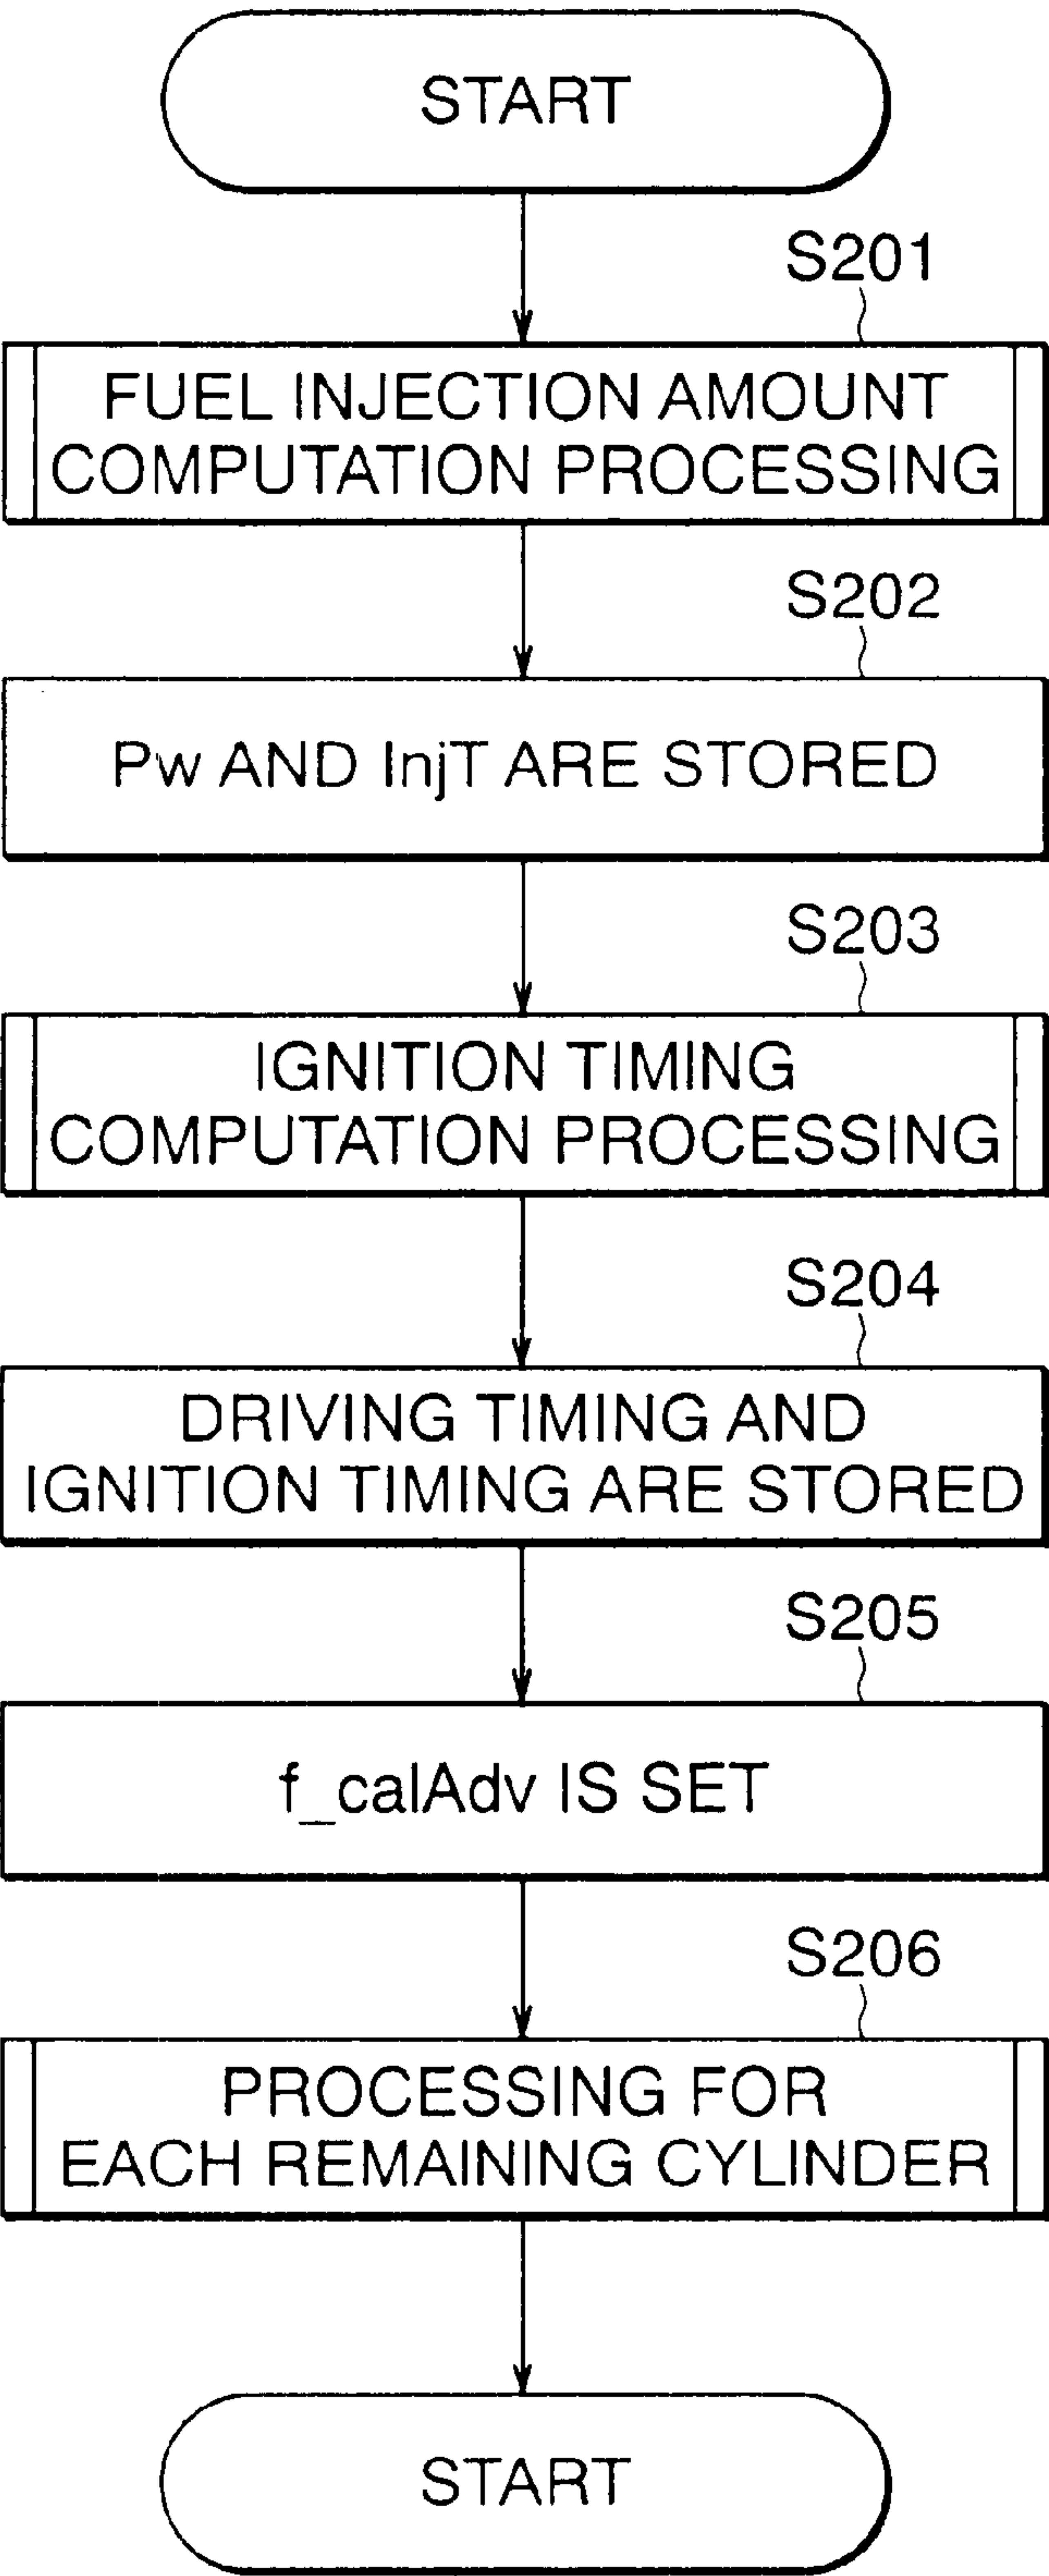 START
S201
FUEL INJECTION AMOUNT
COMPUTATION PROCESSING
S202
Pw AND InjT ARE STORED
S203
IGNITION TIMING
COMPUTATION PROCESSING
S204
DRIVING TIMING AND
IGNITION TIMING ARE STORED
S205
f_calAdv IS SET
S206
PROCESSING FOR
EACH REMAINING CYLINDER
START